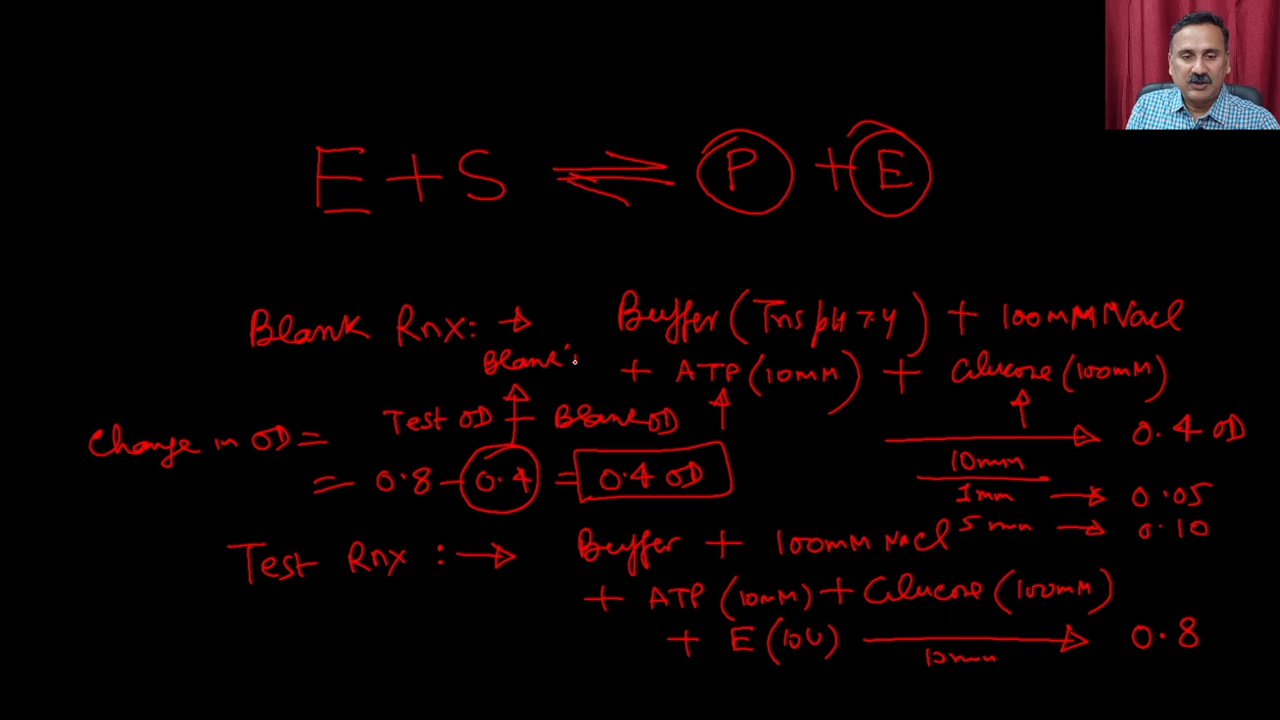 E + S ⇌ P + E
Blank Rnx: → Buffer (Tris pH 7.4) + 100mM Nacl
+ ATP (10mM) + Glucose (100mM)
Blank
Change in OD = Test OD - Blank OD
→ 0.4 OD
10min
= 0.8 - 0.4 = 0.4 OD
1min → 0.05
5 min → 0.10
Test Rnx : → Buffer + 100mM Nacl
+ ATP (10mM) + Glucose (100mM)
+ E (10U) → 0.8
10min